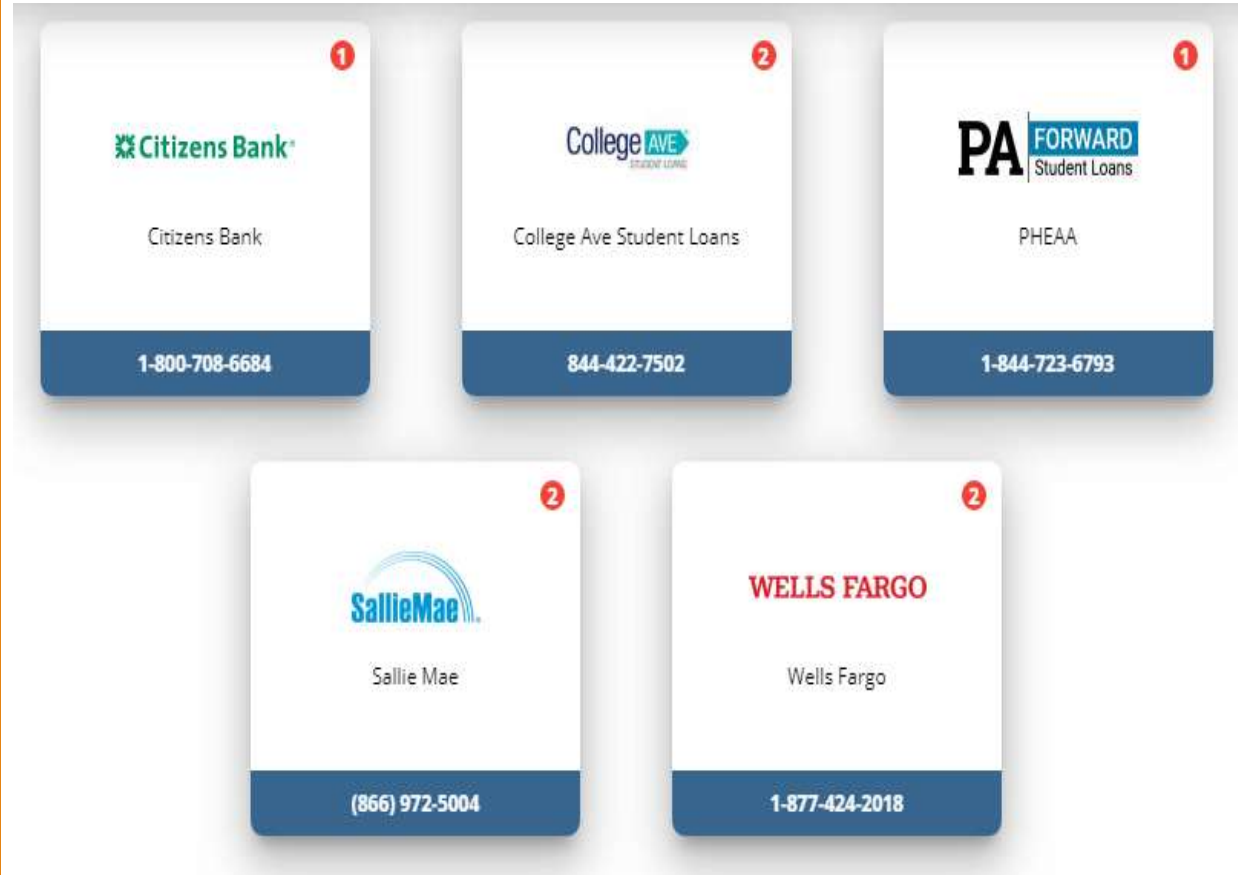 1
Citizens Bank®
Citizens Bank
1-800-708-6684
2
College AVE
STUDENT LOANS
College Ave Student Loans
844-422-7502
1
PA FORWARD
Student Loans
PHEAA
1-844-723-6793
2
SallieMae®
Sallie Mae
(866) 972-5004
2
WELLS FARGO
Wells Fargo
1-877-424-2018